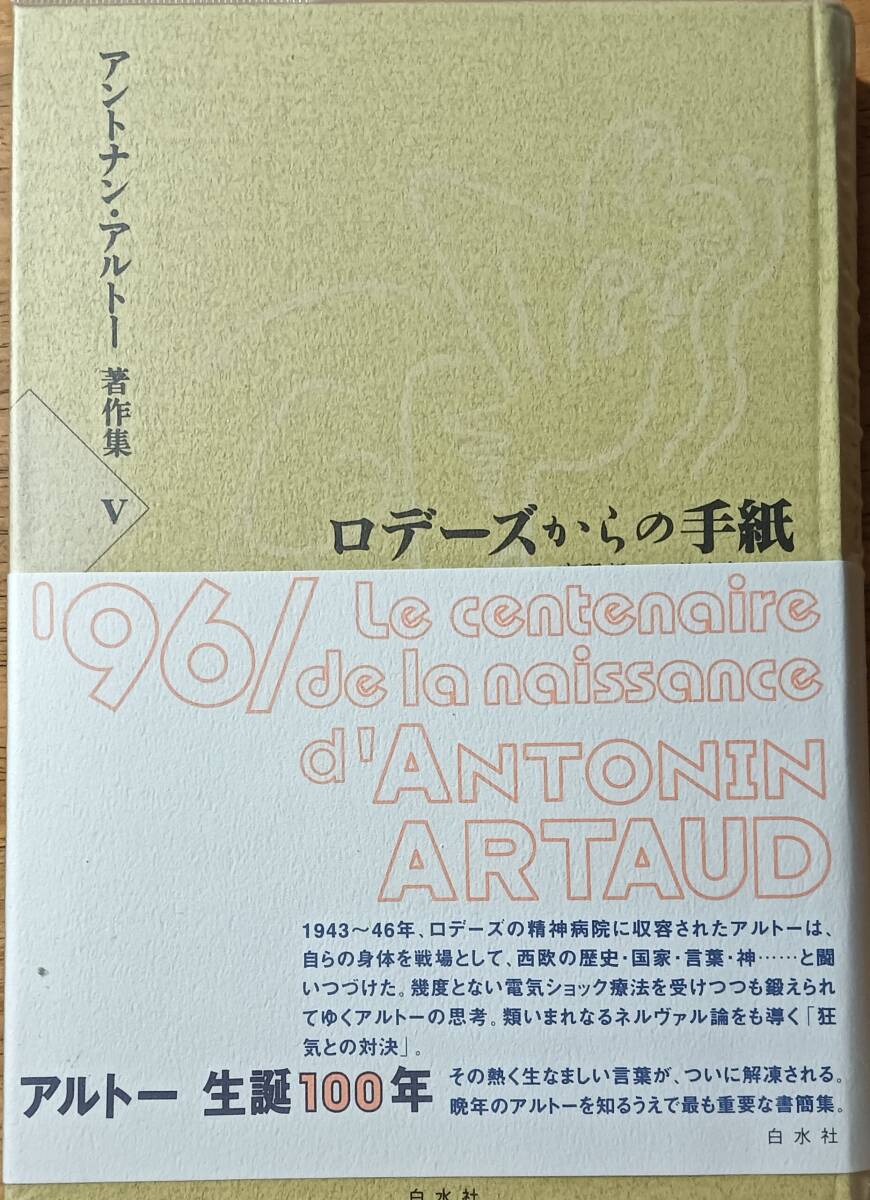 アントナン・アルトー 著作集
V
ロデーズからの手紙
'96/ Le centenaire
de la naissance
d'ANTONIN
ARTAUD
1943〜46年、ロデーズの精神病院に収容されたアルトーは、
自らの身体を戦場として、西欧の歴史・国家・言葉・神……と闘
いつづけた。幾度とない電気ショック療法を受けつつも鍛えられ
てゆくアルトーの思考。類いまれなるネルヴァル論をも導く「狂
気との対決」。
アルトー 生誕100年
その熱く生なましい言葉が、ついに解凍される。
晩年のアルトーを知るうえで最も重要な書簡集。
白水社
白水社